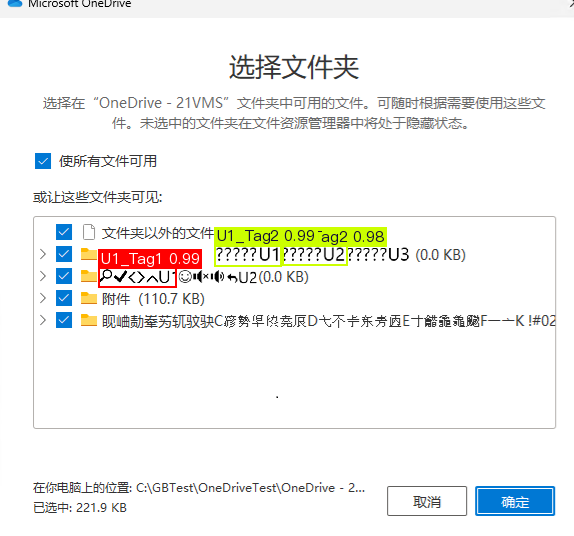 Microsoft OneDrive
选择文件夹
选择在“OneDrive - 21VMS”文件夹中可用的文件。可随时根据需要使用这些文
件。未选中的文件夹在文件资源管理器中将处于隐藏状态。
使所有文件可用
或让这些文件夹可见:
文件夹以外的文件
U1_Tag2 0.99 ag2 0.98
U1_Tag1 0.99
?????U1?????U2?????U3 (0.0 KB)
U1 U2(0.0 KB)
附件 (110.7 KB)
在你电脑上的位置: C:\GBTest\OneDriveTest\OneDrive - 2...
已选中: 221.9 KB
取消
确定